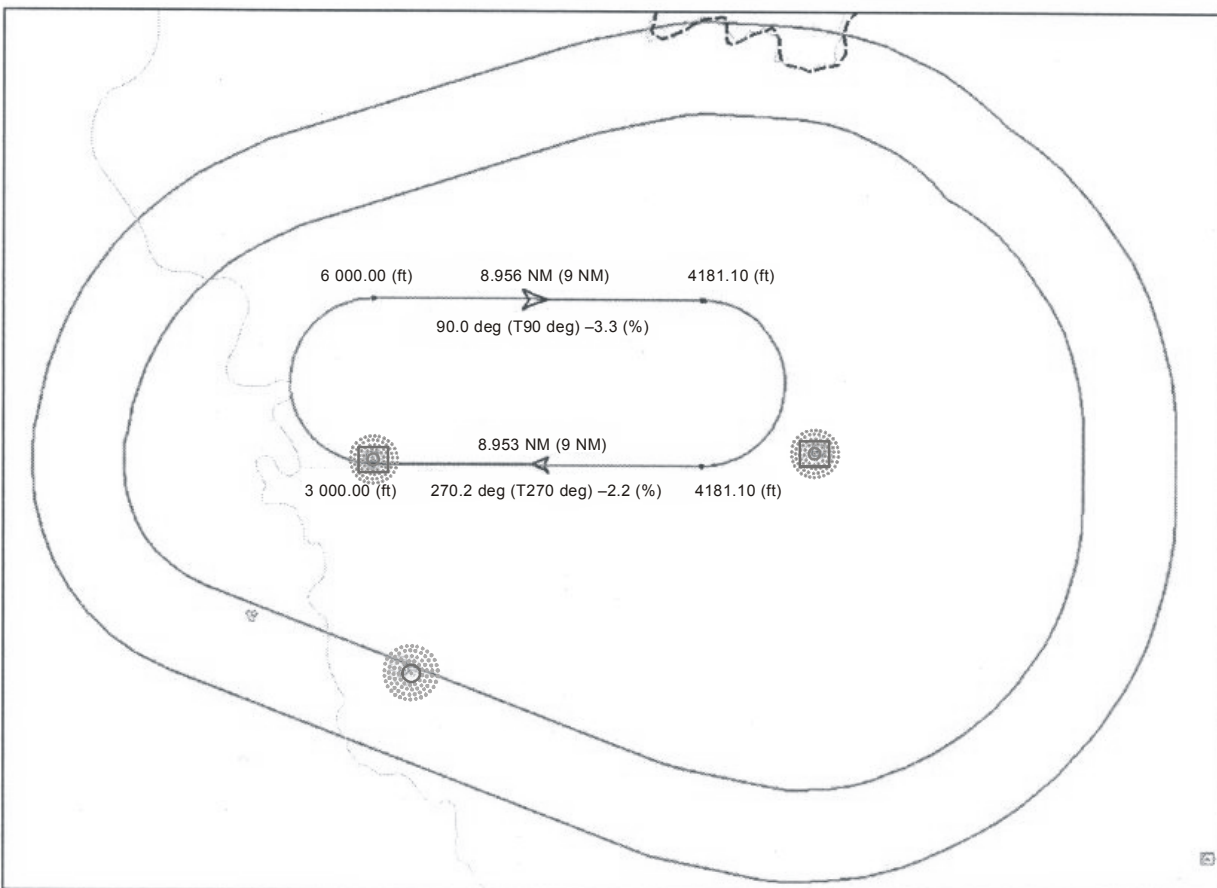 6 000.00 (ft) 8.956 NM (9 NM) 4181.10 (ft)
90.0 deg (T90 deg) –3.3 (%)
8.953 NM (9 NM)
3 000.00 (ft) 270.2 deg (T270 deg) –2.2 (%) 4181.10 (ft)